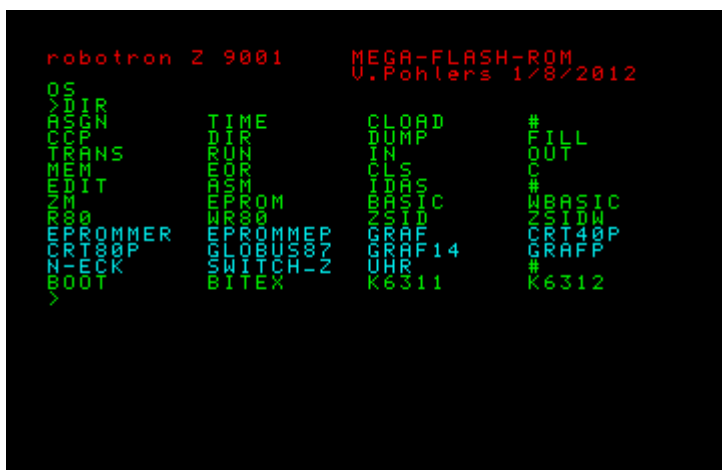 robotron Z 9001 MEGA-FLASH-ROM
V.Pohlers 1/8/2012
OS
>DIR
ASGN TIME CLOAD #
CCP DIR DUMP FILL
TRANS RUN IN OUT
MEM EOR CLS C
EDIT ASM IDAS #
ZM EPROM BASIC WBASIC
R80 WR80 ZSID ZSIDW
EPROMMER EPROMMEP GRAF CRT40P
CRT80P GLOBUS87 GRAF14 GRAFP
N-ECK SWITCH-Z UHR #
BOOT BITEX K6311 K6312
>